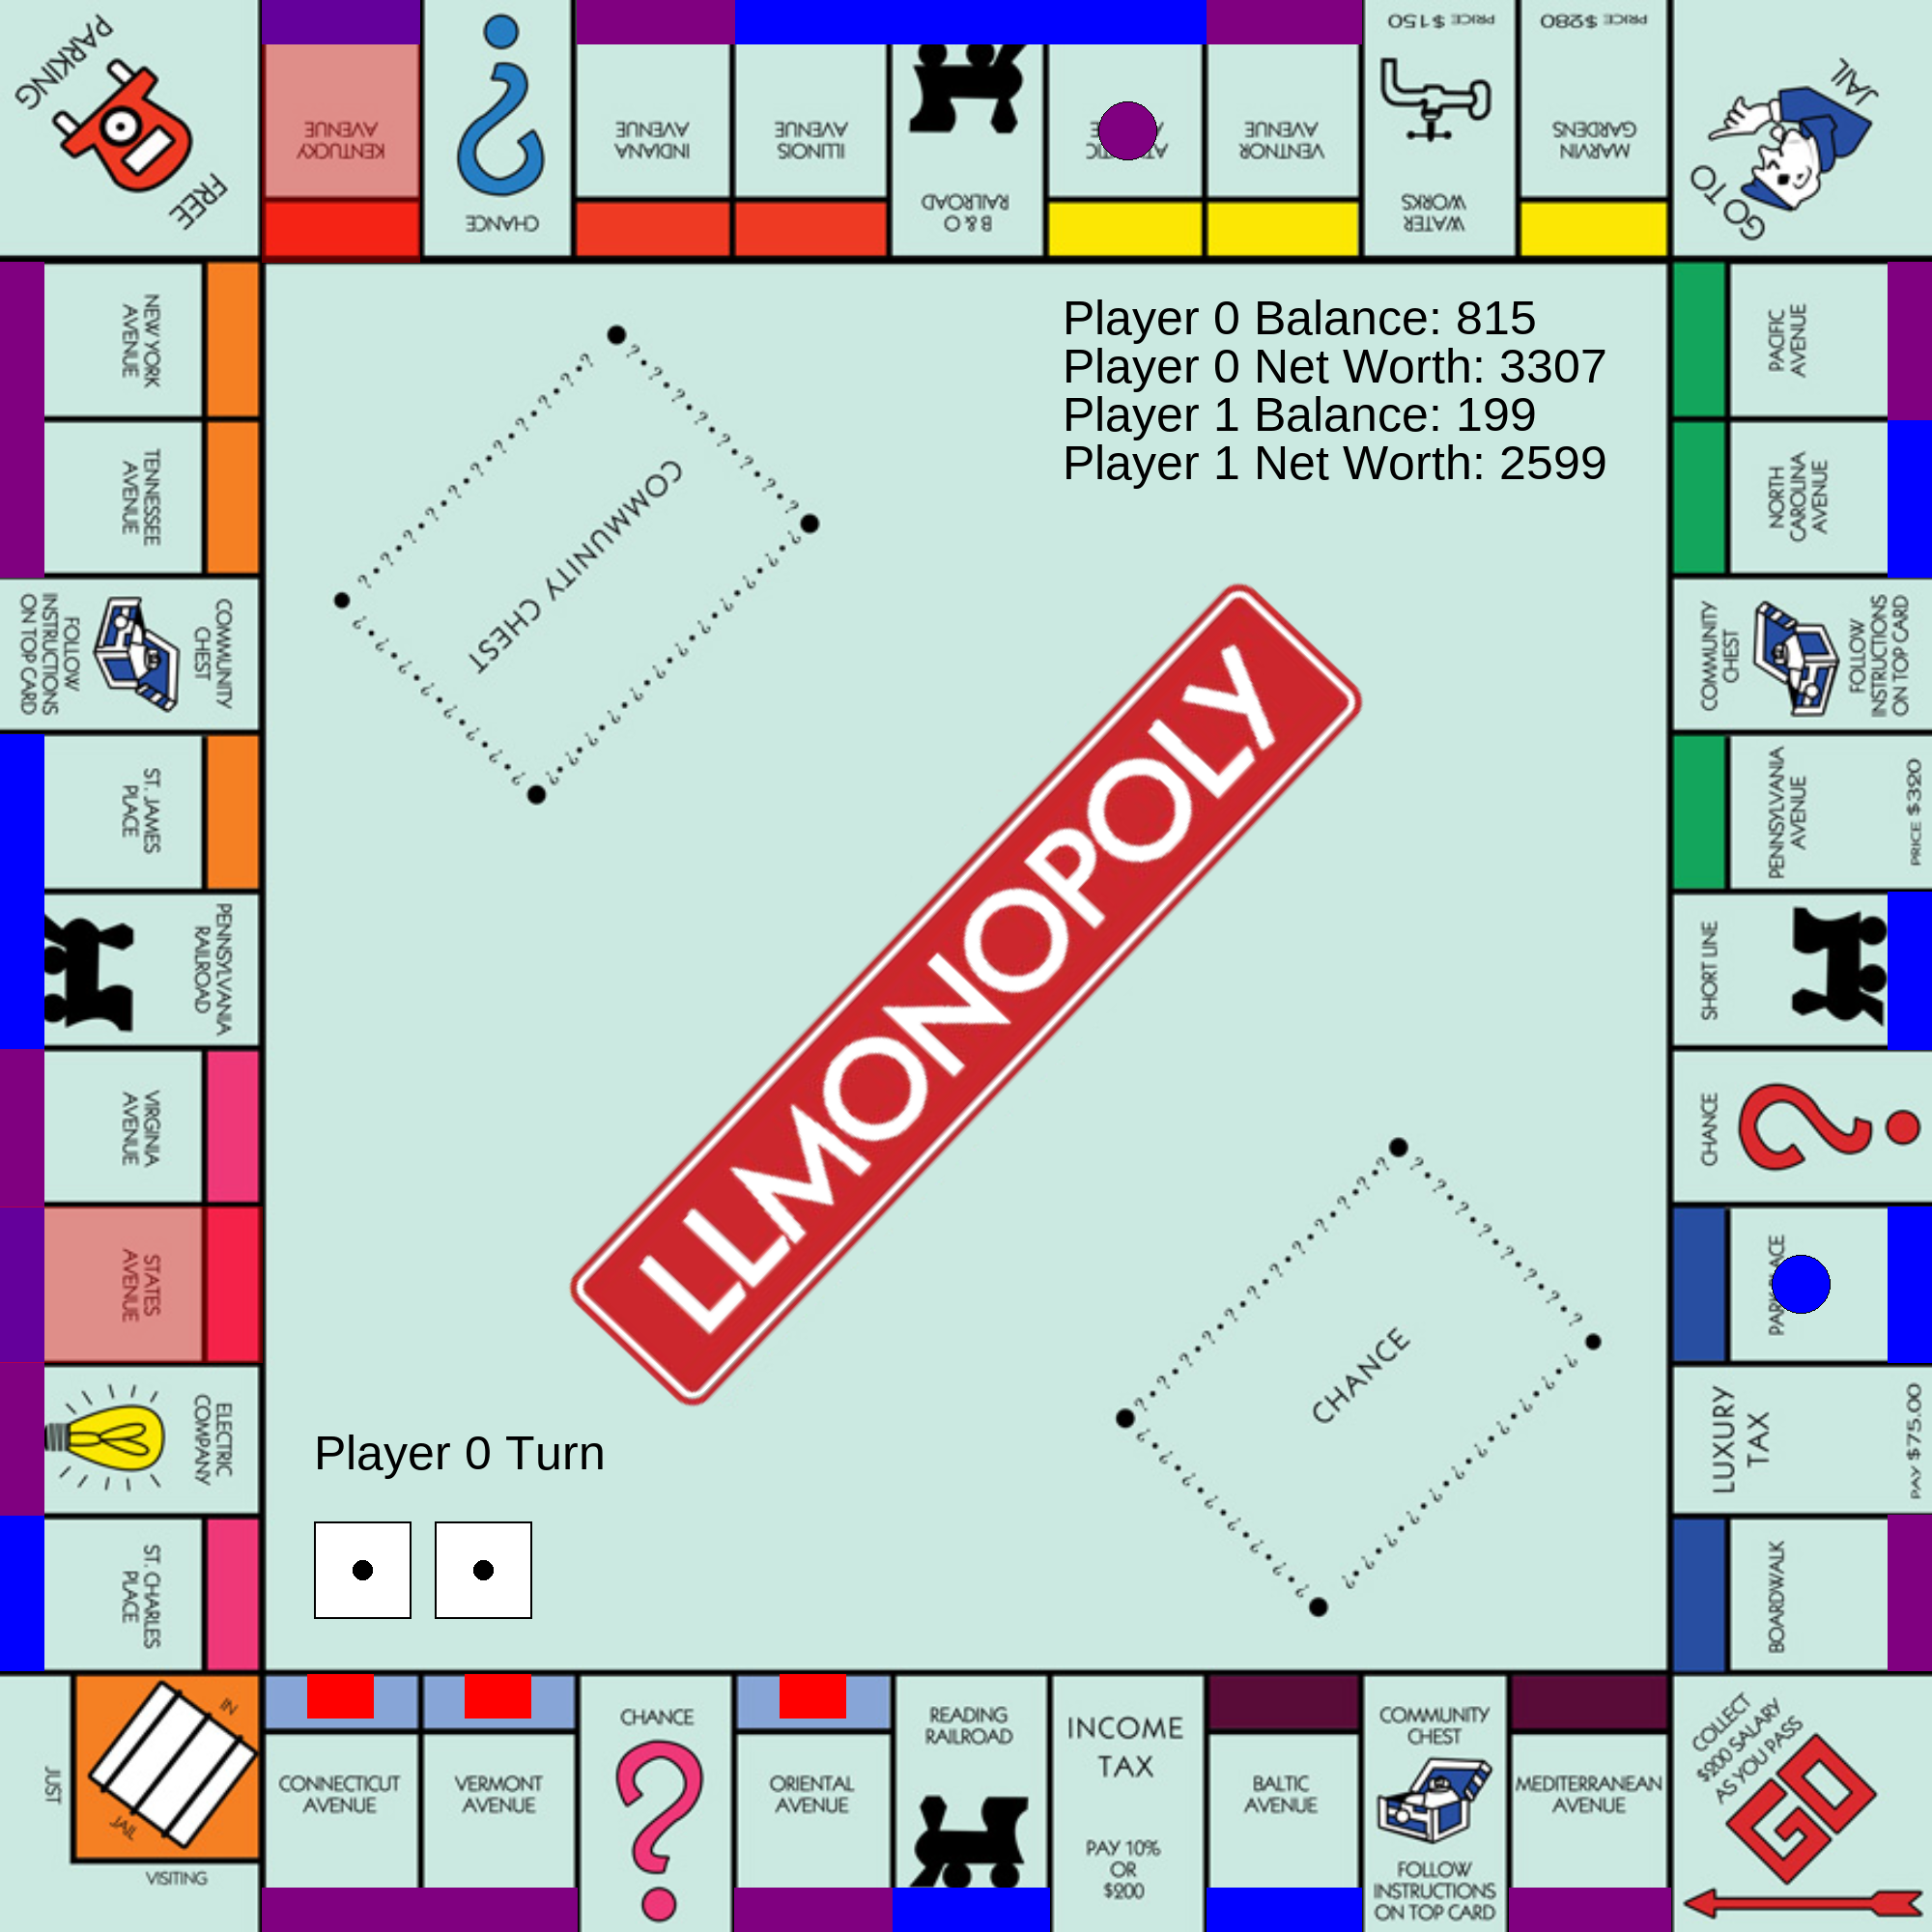 PARKING
FREE
KENTUCKY
AVENUE
CHANCE
INDIANA
AVENUE
ILLINOIS
AVENUE
B & O
RAILROAD
VENTNOR
AVENUE
WATER
WORKS
PRICE $150
MARVIN
GARDENS
PRICE $280
GO TO
JAIL
NEW YORK
AVENUE
TENNESSEE
AVENUE
COMMUNITY
CHEST
FOLLOW
INSTRUCTIONS
ON TOP CARD
ST. JAMES
PLACE
PENNSYLVANIA
RAILROAD
VIRGINIA
AVENUE
STATES
AVENUE
ELECTRIC
COMPANY
ST. CHARLES
PLACE
Player 0 Balance: 815
Player 0 Net Worth: 3307
Player 1 Balance: 199
Player 1 Net Worth: 2599
COMMUNITY CHEST
LLMONOPOLY
CHANCE
Player 0 Turn
PACIFIC
AVENUE
NORTH
CAROLINA
AVENUE
COMMUNITY
CHEST
FOLLOW
INSTRUCTIONS
ON TOP CARD
PENNSYLVANIA
AVENUE
PRICE $320
SHORT LINE
CHANCE
LUXURY
TAX
PAY $75.00
BOARDWALK
JUST
VISITING
IN
JAIL
CONNECTICUT
AVENUE
VERMONT
AVENUE
CHANCE
ORIENTAL
AVENUE
READING
RAILROAD
INCOME
TAX
PAY 10%
OR
$200
BALTIC
AVENUE
COMMUNITY
CHEST
FOLLOW
INSTRUCTIONS
ON TOP CARD
MEDITERRANEAN
AVENUE
COLLECT
$200 SALARY
AS YOU PASS
GO